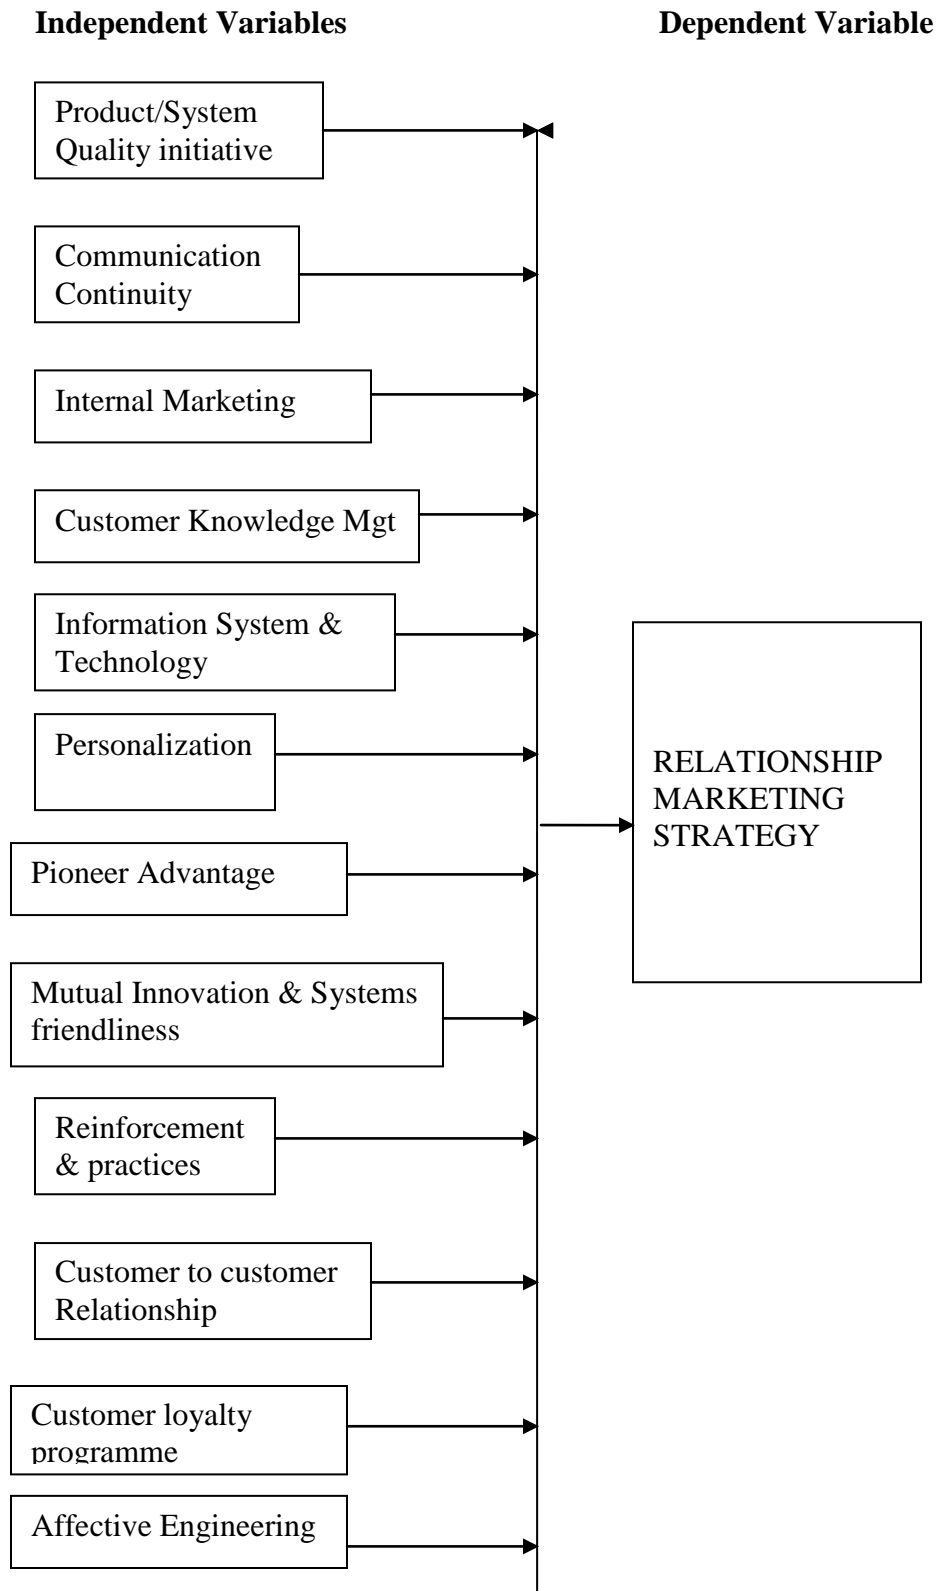 Independent Variables
Dependent Variable
Product/System
Quality initiative
Communication
Continuity
Internal Marketing
Customer Knowledge Mgt
Information System &
Technology
Personalization
RELATIONSHIP
MARKETING
STRATEGY
Pioneer Advantage
Mutual Innovation & Systems
friendliness
Reinforcement
& practices
Customer to customer
Relationship
Customer loyalty
programme
Affective Engineering